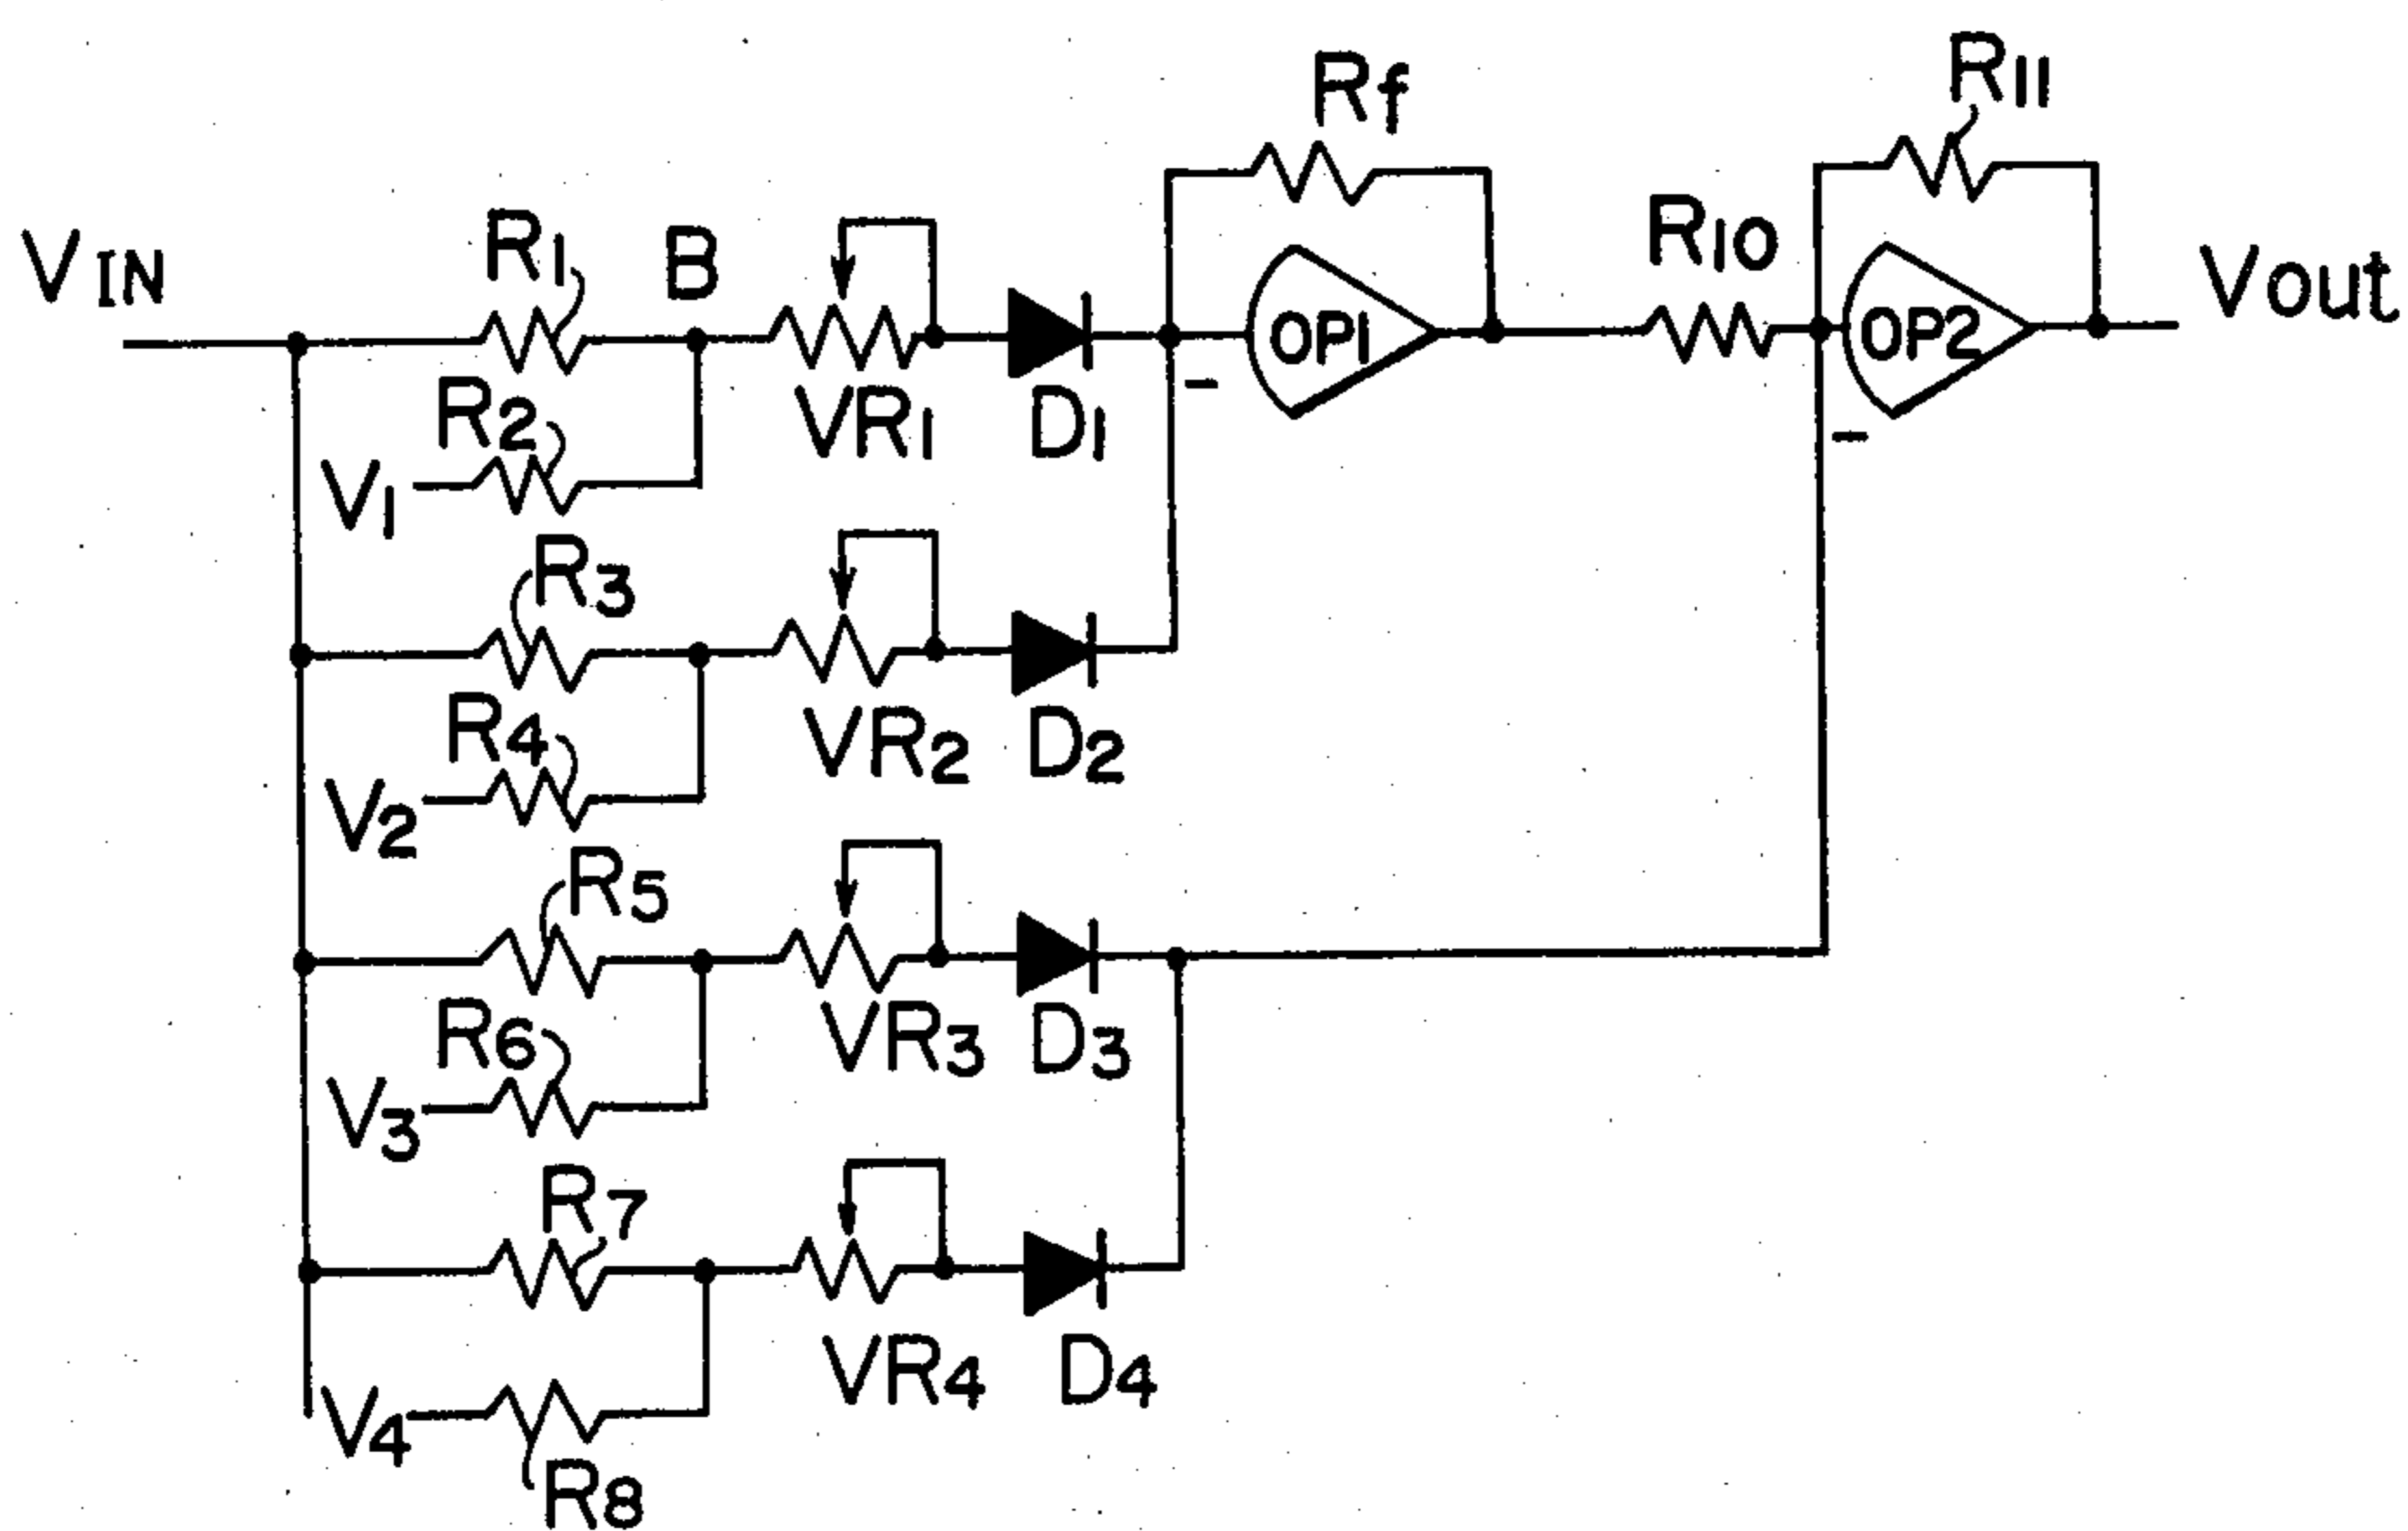 Rf
R11
VIN
R1
B
R10
Vout
OP1
OP2
R2
VR1
D1
-
-
V1
R3
R4
VR2
D2
V2
R5
R6
VR3
D3
V3
R7
VR4
D4
V4
R8